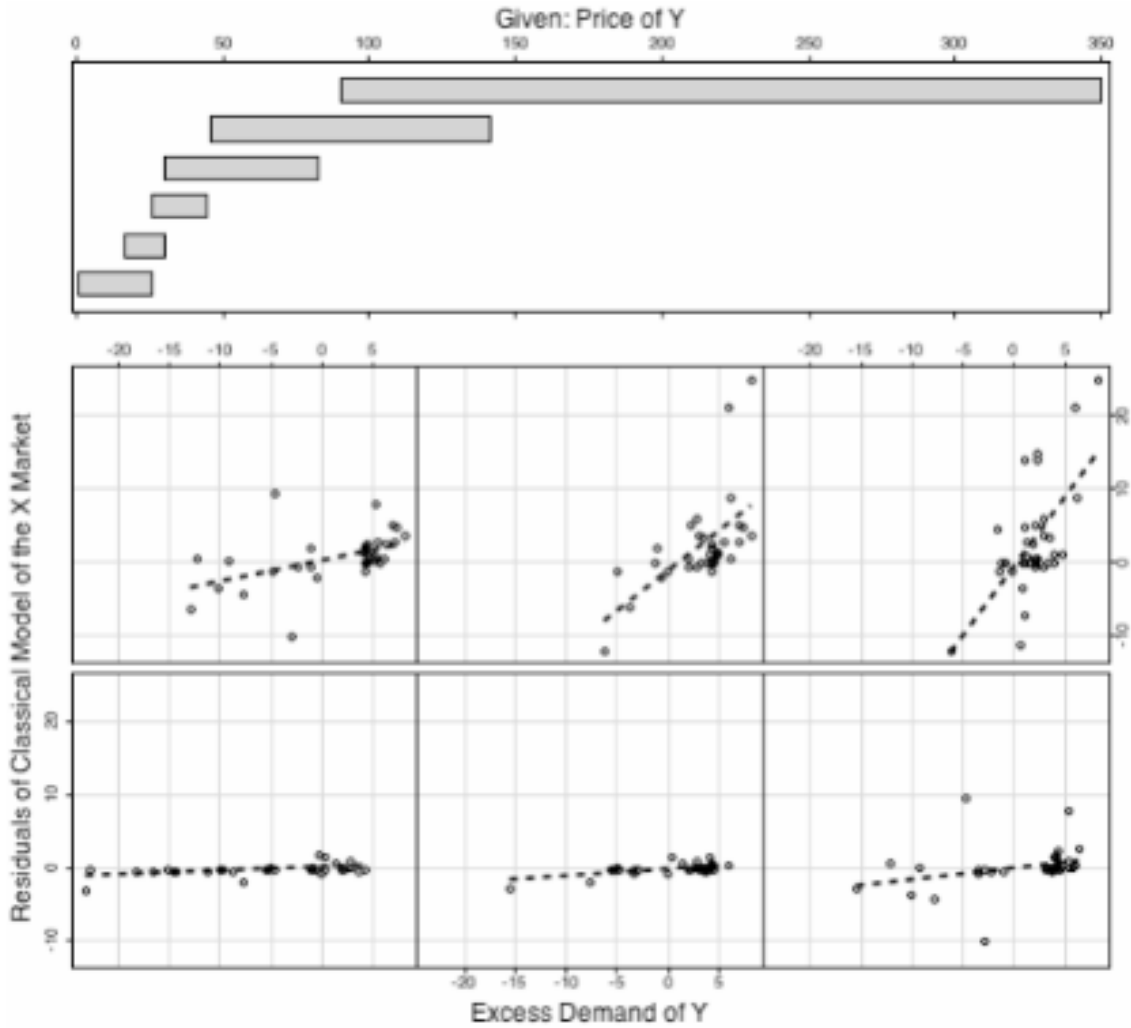 Given: Price of Y
0 50 100 150 200 250 300 350
-20 -15 -10 -5 0 5 -20 -15 -10 -5 0 5
Residuals of Classical Model of the X Market
-10 0 10 20
-10 0 10 20
-20 -15 -10 -5 0 5
Excess Demand of Y